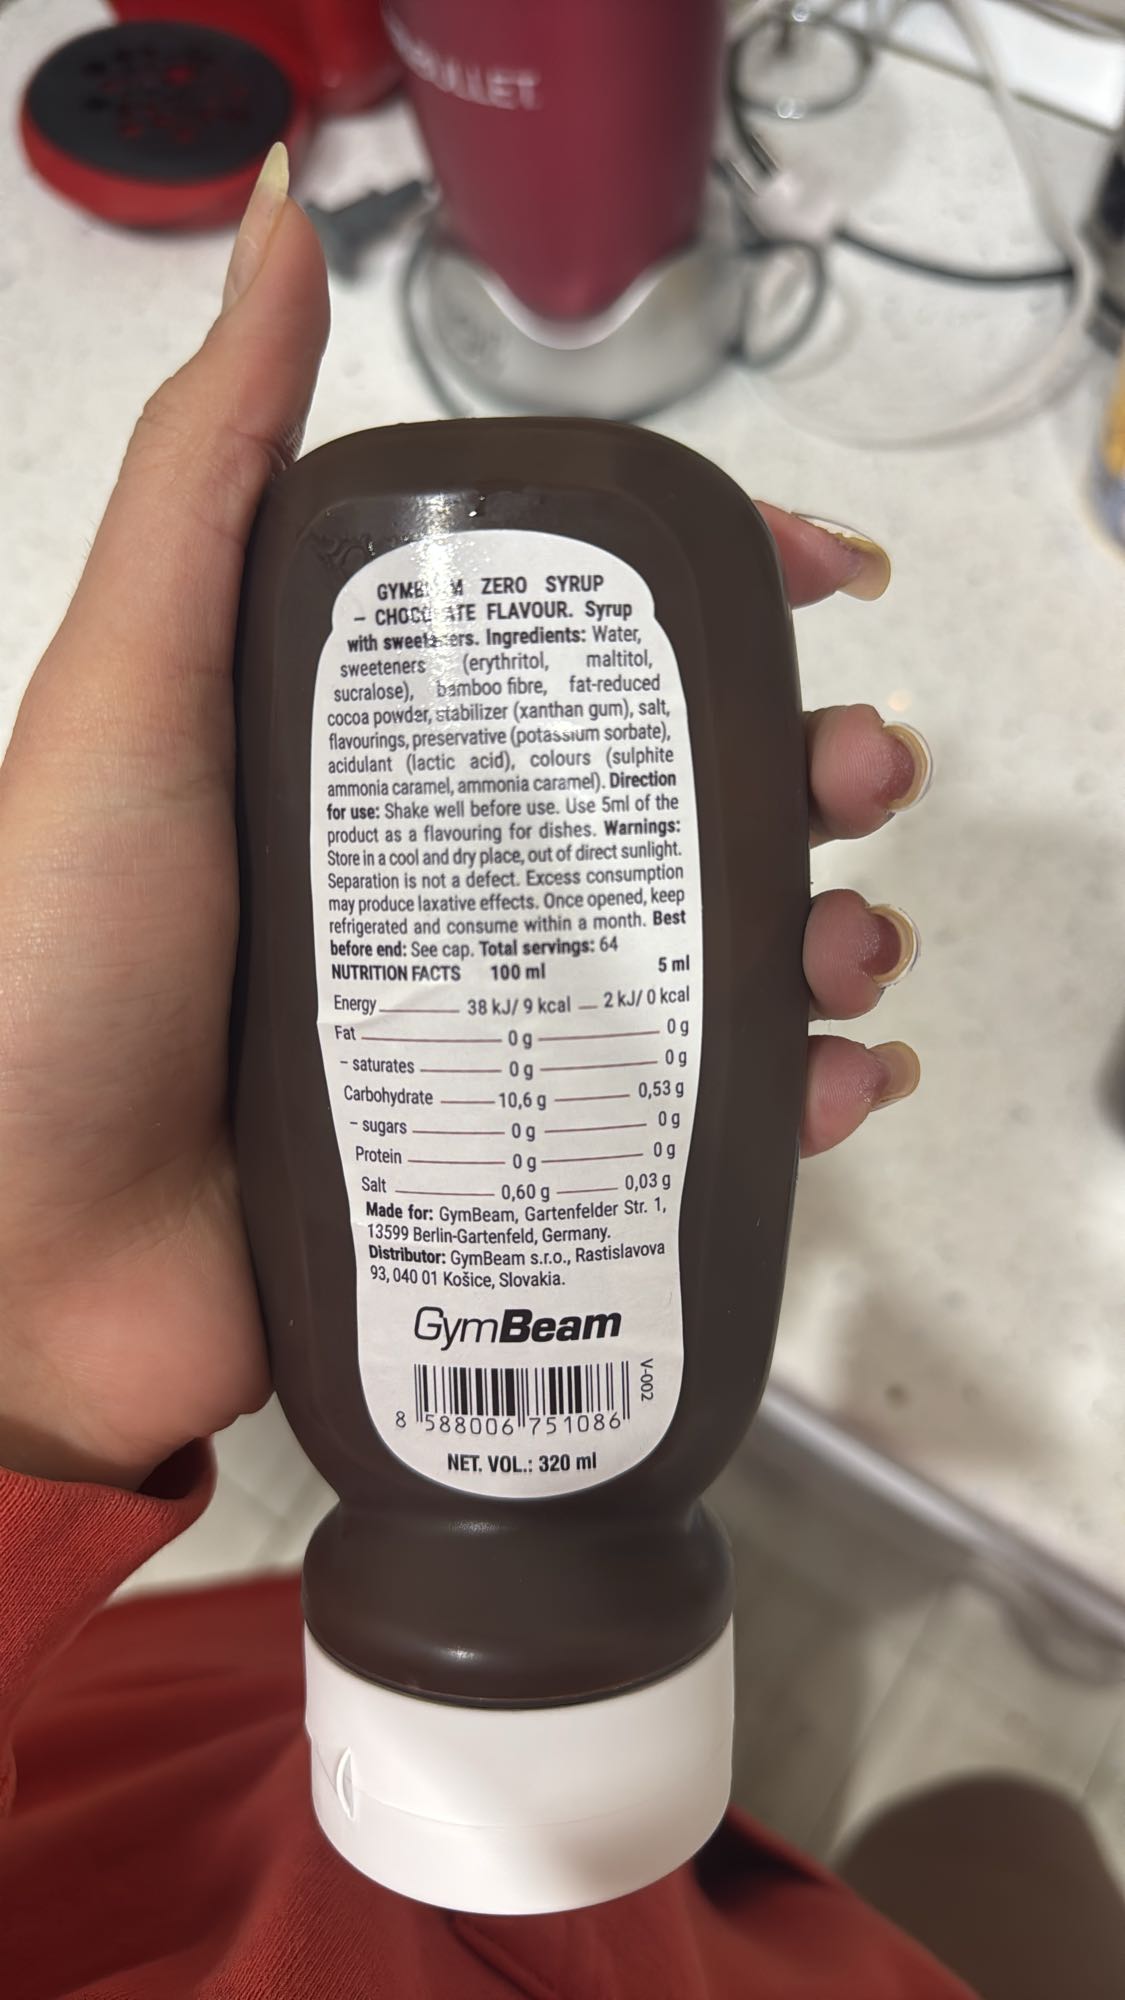 BULLET
ZERO SYRUP
– FLAVOUR. Syrup
with sweeteners. Ingredients: Water,
sweeteners (erythritol, maltitol,
sucralose), bamboo fibre, fat-reduced
cocoa powder, stabilizer (xanthan gum), salt,
flavourings, preservative (potassium sorbate),
acidulant (lactic acid), colours (sulphite
ammonia caramel, ammonia caramel). Direction
for use: Shake well before use. Use 5ml of the
product as a flavouring for dishes. Warnings:
Store in a cool and dry place, out of direct sunlight.
Separation is not a defect. Excess consumption
may produce laxative effects. Once opened, keep
refrigerated and consume within a month. Best
before end: See cap. Total servings: 64
NUTRITION FACTS 100 ml 5 ml
Energy 38 kJ/ 9 kcal 2 kJ/ 0 kcal
Fat 0 g 0 g
– saturates 0 g 0 g
Carbohydrate 10,6 g 0,53 g
– sugars 0 g 0 g
Protein 0 g 0 g
Salt 0,60 g 0,03 g
Made for: GymBeam, Gartenfelder Str. 1,
13599 Berlin-Gartenfeld, Germany.
Distributor: GymBeam s.r.o., Rastislavova
93, 040 01 Košice, Slovakia.
GymBeam
V-002
8 588006 751086
NET. VOL.: 320 ml